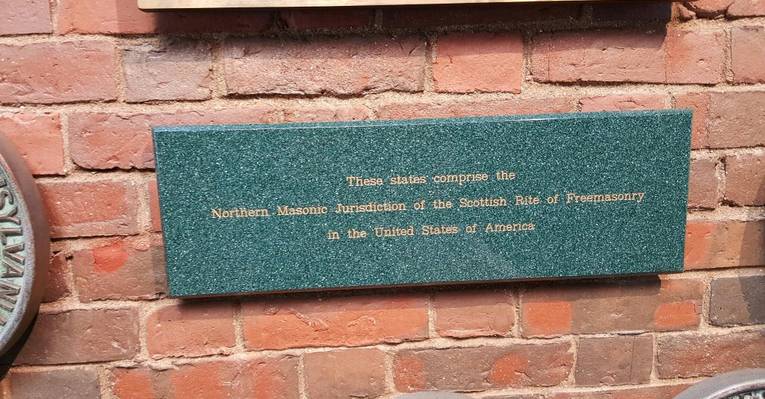 These states comprise the
Northern Masonic Jurisdiction of the Scottish Rite of Freemasonry
in the United States of America